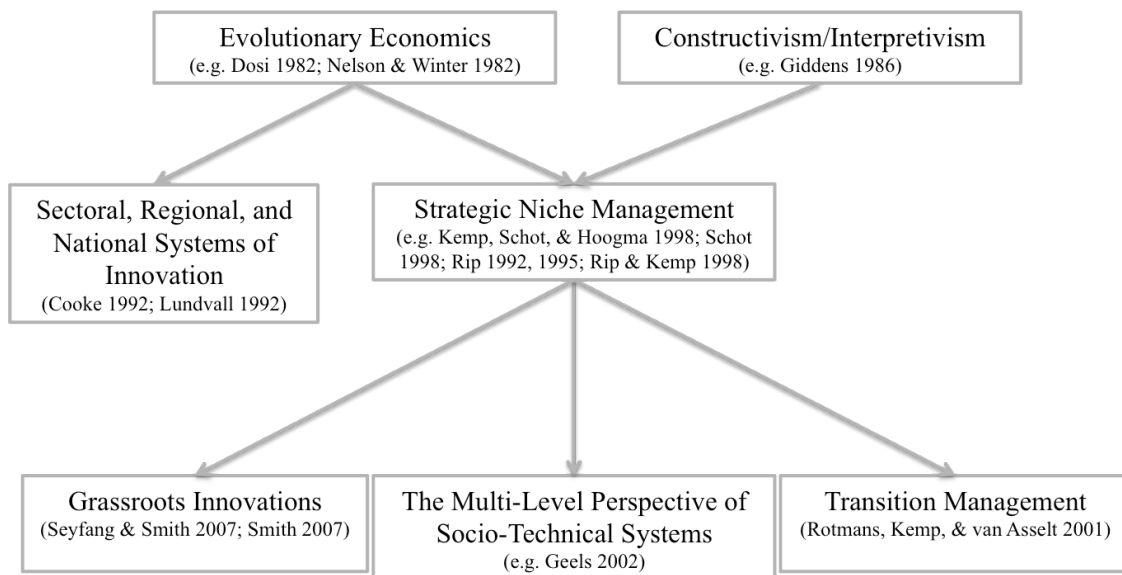 Evolutionary Economics
(e.g. Dosi 1982; Nelson & Winter 1982)
Constructivism/Interpretivism
(e.g. Giddens 1986)
Sectoral, Regional, and
National Systems of
Innovation
(Cooke 1992; Lundvall 1992)
Strategic Niche Management
(e.g. Kemp, Schot, & Hoogma 1998; Schot
1998; Rip 1992, 1995; Rip & Kemp 1998)
Grassroots Innovations
(Seyfang & Smith 2007; Smith 2007)
The Multi-Level Perspective of
Socio-Technical Systems
(e.g. Geels 2002)
Transition Management
(Rotmans, Kemp, & van Asselt 2001)